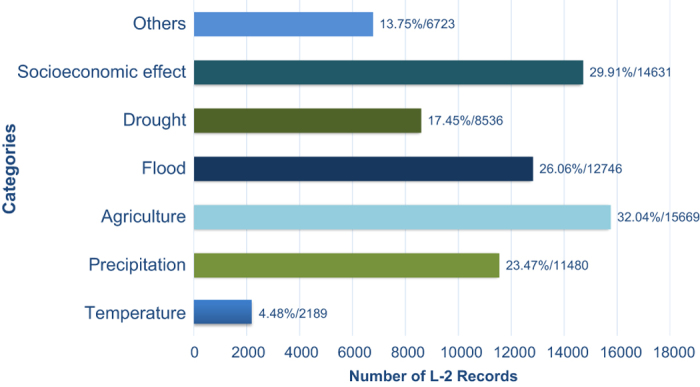 Others 13.75%/6723
Socioeconomic effect 29.91%/14631
Drought 17.45%/8536
Flood 26.06%/12746
Agriculture 32.04%/15669
Precipitation 23.47%/11480
Temperature 4.48%/2189
Categories
0 2000 4000 6000 8000 10000 12000 14000 16000 18000
Number of L-2 Records